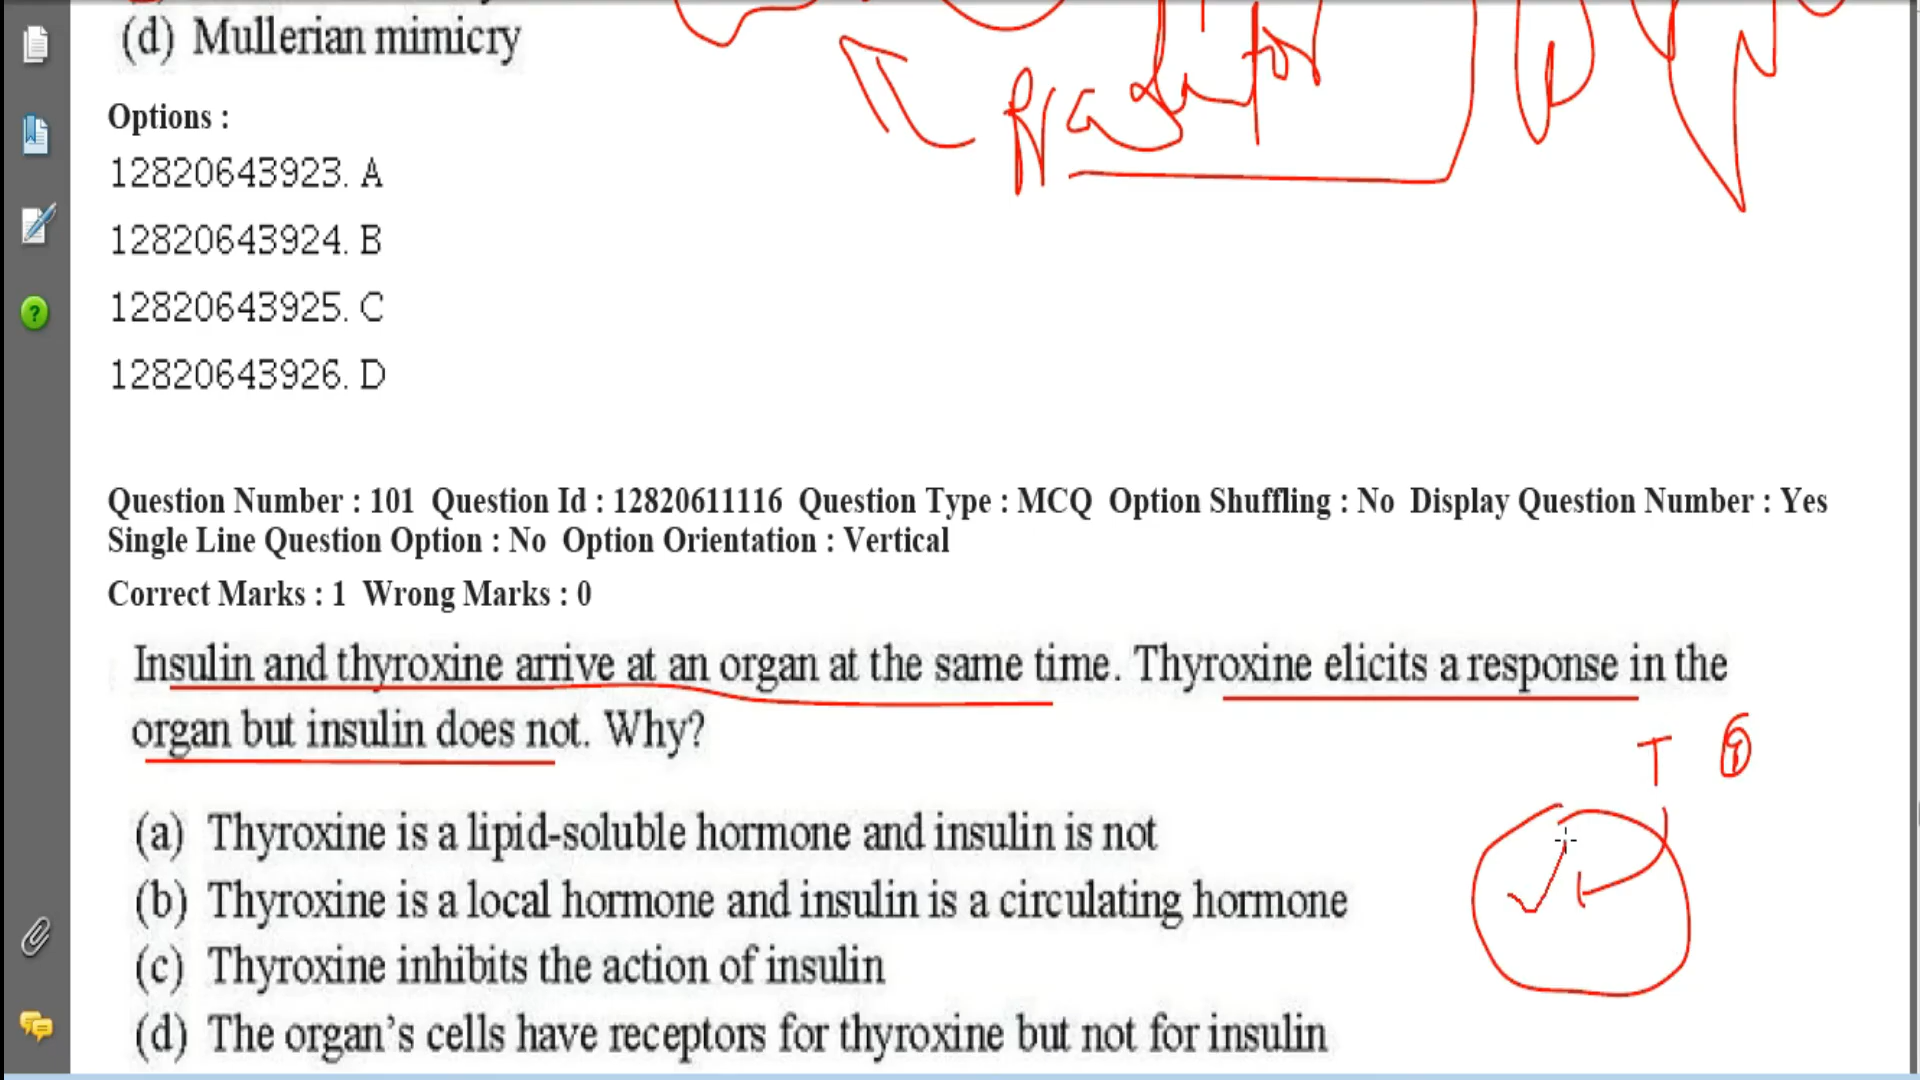 (d) Mullerian mimicry
Options :
12820643923. A
12820643924. B
12820643925. C
12820643926. D
Question Number : 101 Question Id : 12820611116 Question Type : MCQ Option Shuffling : No Display Question Number : Yes
Single Line Question Option : No Option Orientation : Vertical
Correct Marks : 1 Wrong Marks : 0
Insulin and thyroxine arrive at an organ at the same time. Thyroxine elicits a response in the
organ but insulin does not. Why?
T
(a) Thyroxine is a lipid-soluble hormone and insulin is not
(b) Thyroxine is a local hormone and insulin is a circulating hormone
(c) Thyroxine inhibits the action of insulin
(d) The organ's cells have receptors for thyroxine but not for insulin